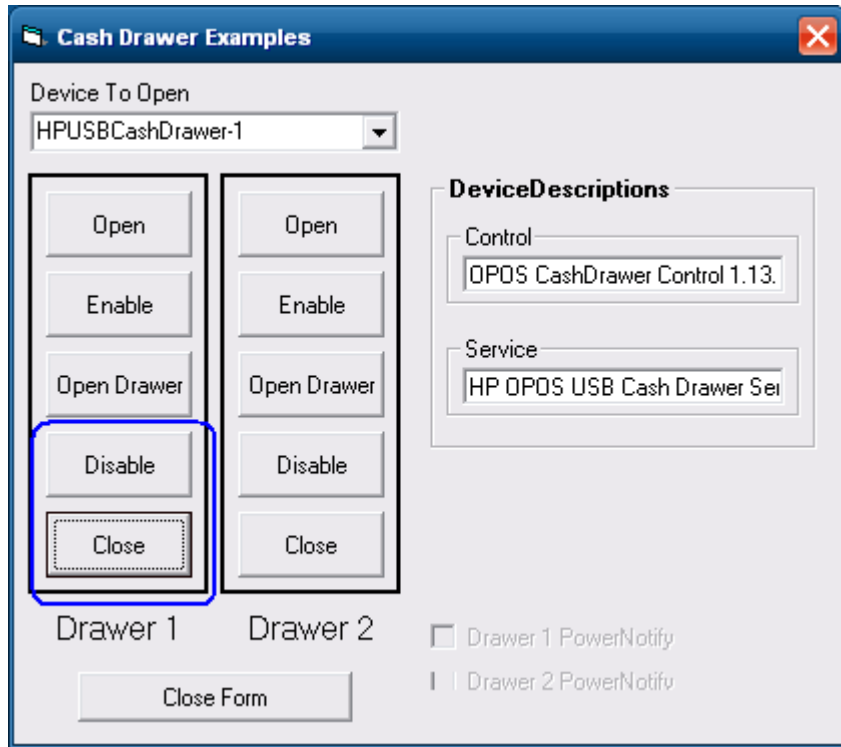 Cash Drawer Examples
Device To Open
HPUSBCashDrawer-1
Open
Enable
Open Drawer
Disable
Close
Drawer 1
Open
Enable
Open Drawer
Disable
Close
Drawer 2
Close Form
DeviceDescriptions
Control
OPOS CashDrawer Control 1.13.
Service
HP OPOS USB Cash Drawer Ser
Drawer 1 PowerNotify
Drawer 2 PowerNotify